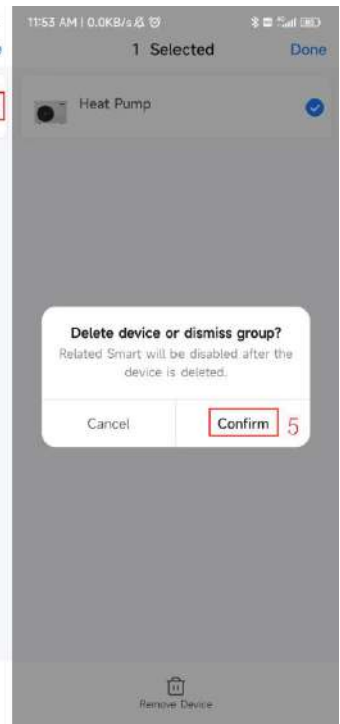 11:53 AM | 0.0KB/s
1 Selected
Done
Heat Pump
Delete device or dismiss group?
Related Smart will be disabled after the
device is deleted.
Cancel
Confirm 5
Remove Device